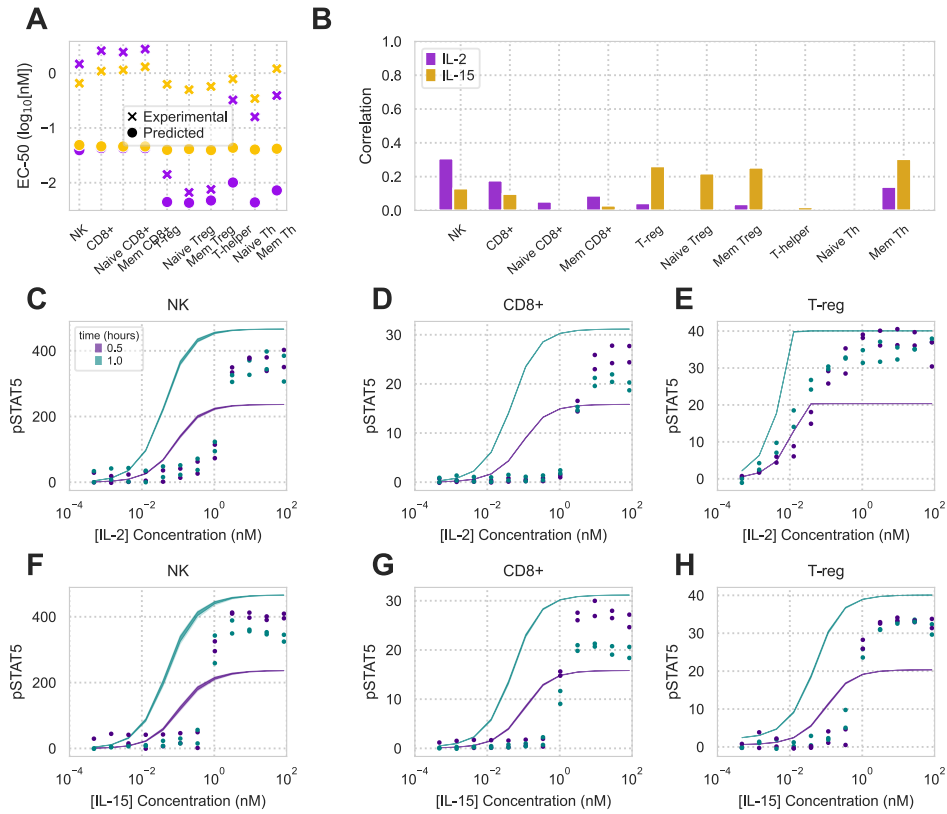 A
EC-50 (log₁₀[nM])
0
−1
−2
Experimental
Predicted
NK
CD8+
Naive CD8+
Mem CD8+
T-reg
Naive Treg
Mem Treg
T-helper
Naive Th
Mem Th
B
Correlation
1.0
0.8
0.6
0.4
0.2
0.0
IL-2
IL-15
NK
CD8+
Naive CD8+
Mem CD8+
T-reg
Naive Treg
Mem Treg
T-helper
Naive Th
Mem Th
C
NK
time (hours)
0.5
1.0
pSTAT5
400
200
0
10⁻⁴ 10⁻² 10⁰ 10²
[IL-2] Concentration (nM)
D
CD8+
pSTAT5
30
20
10
0
10⁻⁴ 10⁻² 10⁰ 10²
[IL-2] Concentration (nM)
E
T-reg
pSTAT5
40
30
20
10
0
10⁻⁴ 10⁻² 10⁰ 10²
[IL-2] Concentration (nM)
F
NK
pSTAT5
400
200
0
10⁻⁴ 10⁻² 10⁰ 10²
[IL-15] Concentration (nM)
G
CD8+
pSTAT5
30
20
10
0
10⁻⁴ 10⁻² 10⁰ 10²
[IL-15] Concentration (nM)
H
T-reg
pSTAT5
40
30
20
10
0
10⁻⁴ 10⁻² 10⁰ 10²
[IL-15] Concentration (nM)